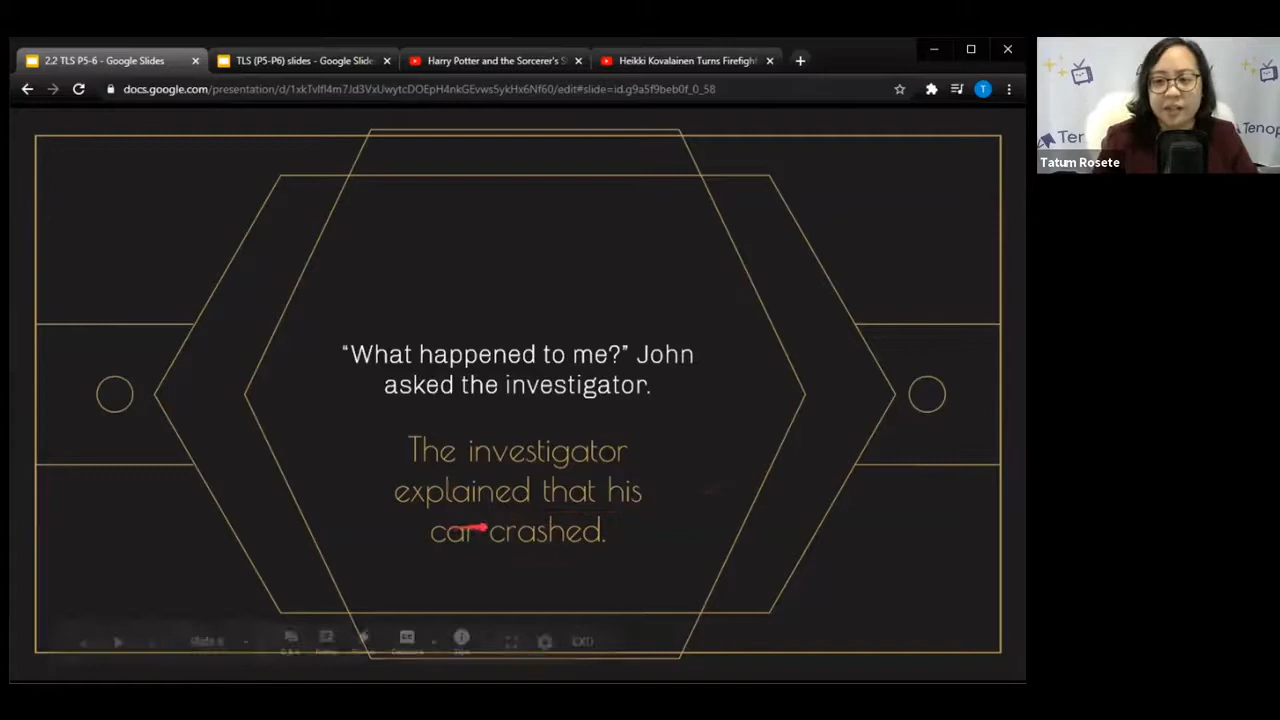 2.2 TLS P5-6 - Google Slides
TLS (P5-P6) slides - Google Slide
Harry Potter and the Sorcerer's S
Heikki Kovalainen Turns Firefigh
docs.google.com/presentation/d/1xkTvlfl4m7Jd3VxUwytcDOEpH4nkGEvws5ykHx6Nf60/edit#slide=id.g9a5f9beb0f_0_58
T
Tenop
Tatum Rosete
“What happened to me?” John
asked the investigator.
The investigator
explained that his
car crashed.